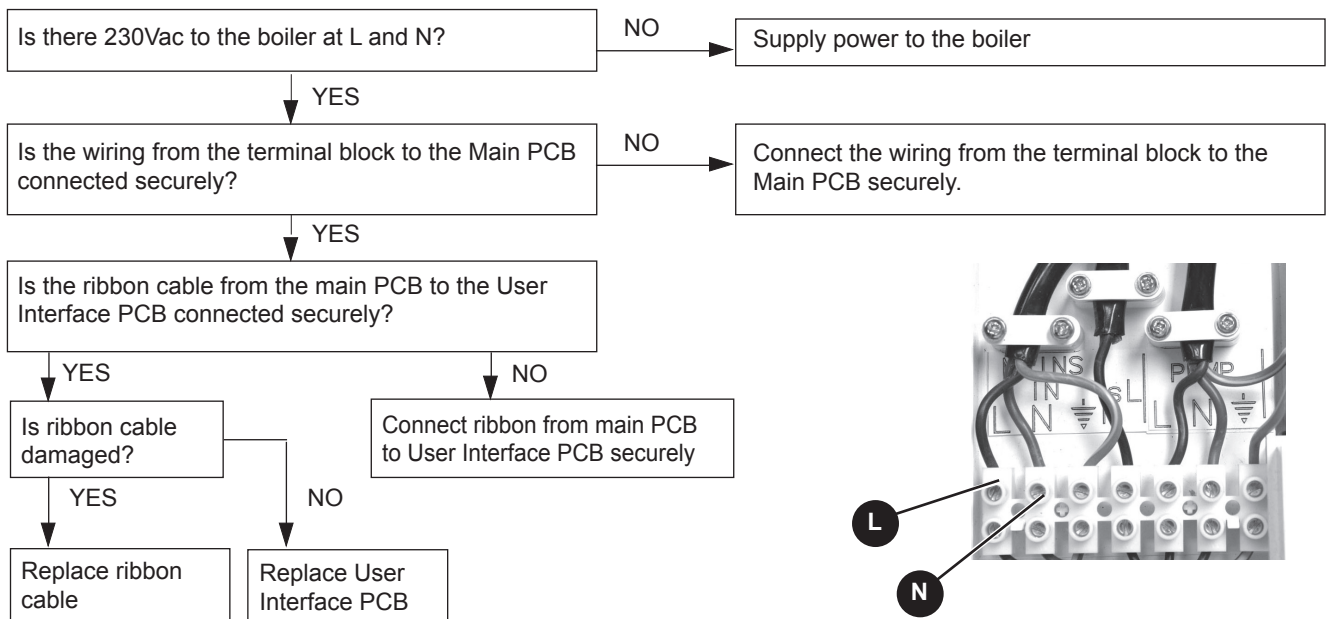 Is there 230Vac to the boiler at L and N?
NO
Supply power to the boiler
YES
Is the wiring from the terminal block to the Main PCB
connected securely?
NO
Connect the wiring from the terminal block to the
Main PCB securely.
YES
Is the ribbon cable from the main PCB to the User
Interface PCB connected securely?
YES
NO
Is ribbon cable
damaged?
Connect ribbon from main PCB
to User Interface PCB securely
YES
NO
Replace ribbon
cable
Replace User
Interface PCB
IN
L N
L N
L
N